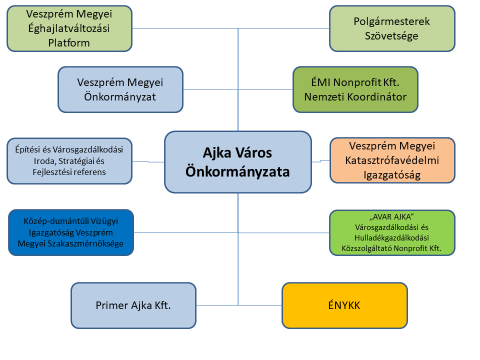 Veszprém Megyei
Éghajlatváltozási
Platform
Polgármesterek
Szövetsége
Veszprém Megyei
Önkormányzat
ÉMI Nonprofit Kft.
Nemzeti Koordinátor
Építési és Városgazdálkodási
Iroda, Stratégiai és
Fejlesztési referens
Ajka Város
Önkormányzata
Veszprém Megyei
Katasztrófavédelmi
Igazgatóság
Közép-dumántúli Vízügyi
Igazgatóság Veszprém
Megyei Szakaszmérnöksége
„AVAR AJKA”
Városgazdálkodási és
Hulladékgazdálkodási
Közszolgáltató Nonprofit Kft.
Primer Ajka Kft.
ÉNYKK